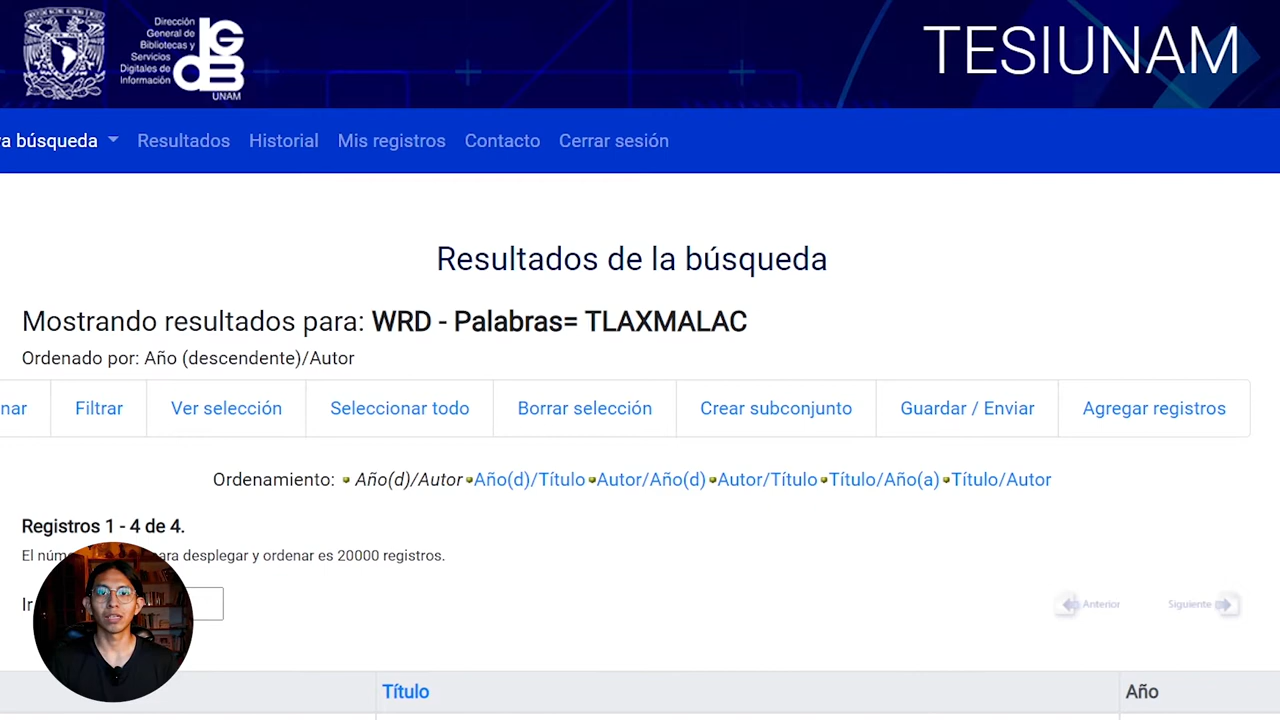 Dirección
General de
Bibliotecas y
Servicios
Digitales de
Información
DGB
UNAM
TESIUNAM
a búsqueda
Resultados
Historial
Mis registros
Contacto
Cerrar sesión
Resultados de la búsqueda
Mostrando resultados para: WRD - Palabras= TLAXMALAC
Ordenado por: Año (descendente)/Autor
nar
Filtrar
Ver selección
Seleccionar todo
Borrar selección
Crear subconjunto
Guardar / Enviar
Agregar registros
Ordenamiento: Año(d)/Autor Año(d)/Título Autor/Año(d) Autor/Título Título/Año(a) Título/Autor
Registros 1 - 4 de 4.
El desplegar y ordenar es 20000 registros.
Ir
Anterior
Siguiente
Título
Año